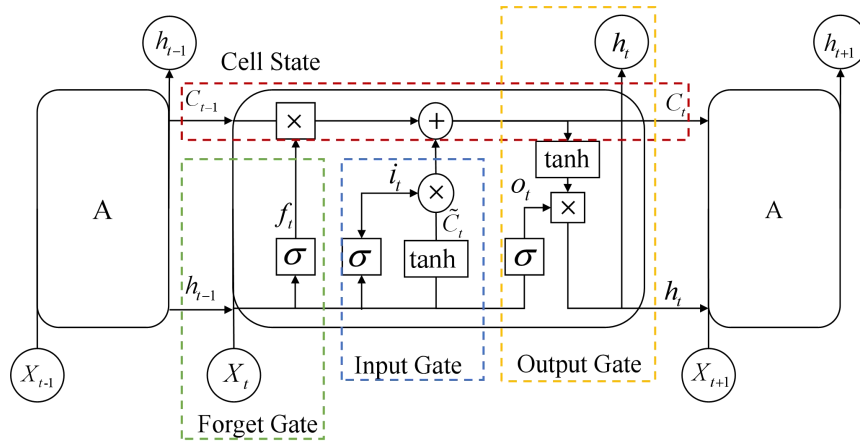 h_{t-1}
h_t
h_{t+1}
Cell State
C_{t-1}
C_t
×
+
tanh
A
f_t
i_t
×
C̃_t
o_t
×
A
σ
σ
tanh
σ
h_{t-1}
h_t
X_{t-1}
X_t
Input Gate
Output Gate
X_{t+1}
Forget Gate